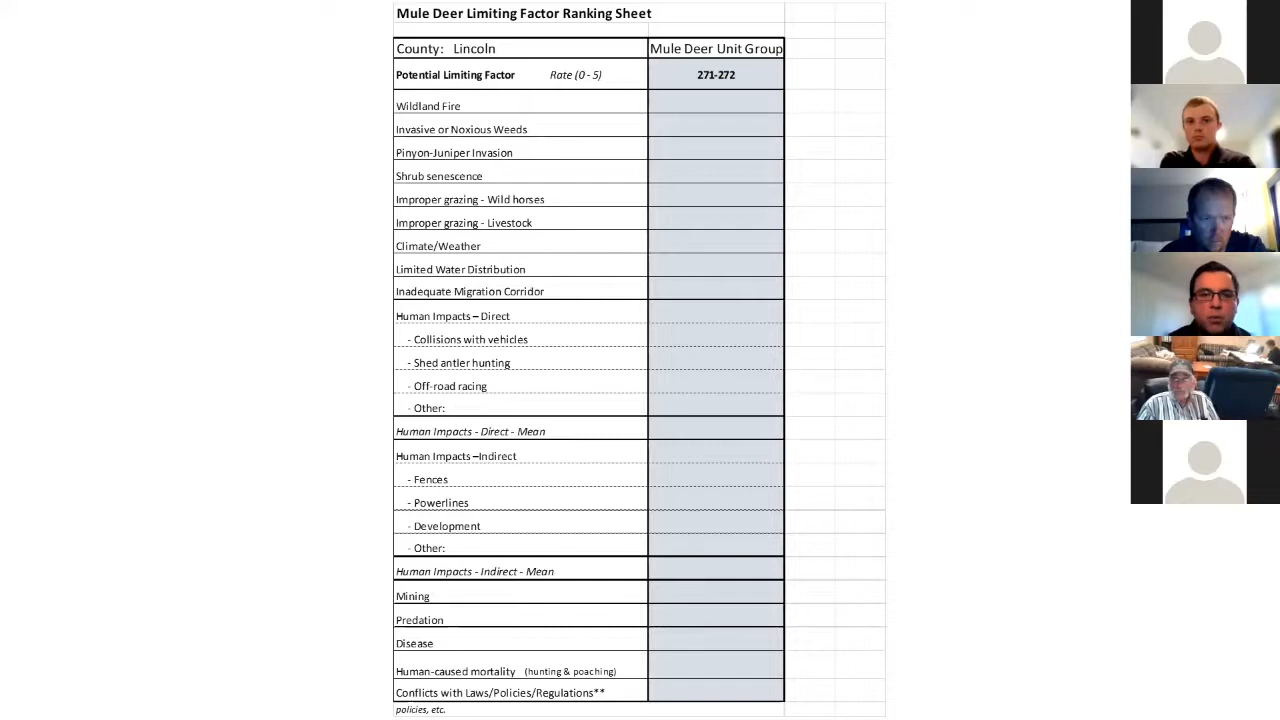 Mule Deer Limiting Factor Ranking Sheet
County: Lincoln Mule Deer Unit Group
Potential Limiting Factor Rate (0 - 5) 271-272
Wildland Fire
Invasive or Noxious Weeds
Pinyon-Juniper Invasion
Shrub senescence
Improper grazing - Wild horses
Improper grazing - Livestock
Climate/Weather
Limited Water Distribution
Inadequate Migration Corridor
Human Impacts – Direct
- Collisions with vehicles
- Shed antler hunting
- Off-road racing
- Other:
Human Impacts - Direct - Mean
Human Impacts –Indirect
- Fences
- Powerlines
- Development
- Other:
Human Impacts - Indirect - Mean
Mining
Predation
Disease
Human-caused mortality (hunting & poaching)
Conflicts with Laws/Policies/Regulations**
policies, etc.